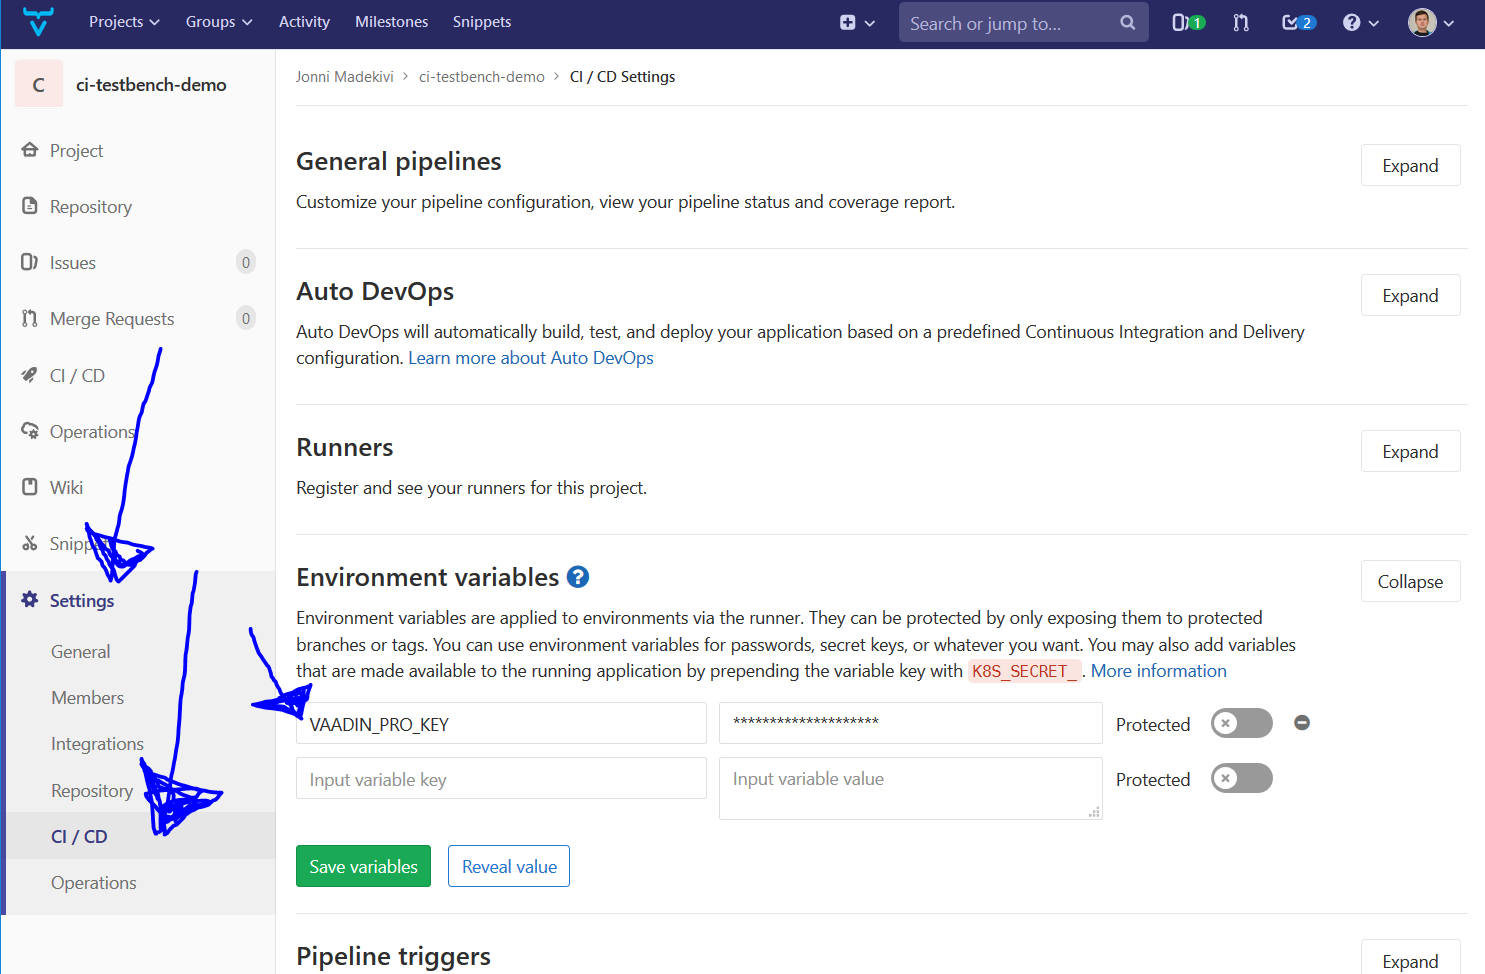 Projects Groups Activity Milestones Snippets Search or jump to... 1 2
C ci-testbench-demo
Project
Repository
Issues 0
Merge Requests 0
CI / CD
Operations
Wiki
Snippets
Settings
General
Members
Integrations
Repository
CI / CD
Operations
Jonni Madekivi > ci-testbench-demo > CI / CD Settings
General pipelines
Expand
Customize your pipeline configuration, view your pipeline status and coverage report.
Auto DevOps
Expand
Auto DevOps will automatically build, test, and deploy your application based on a predefined Continuous Integration and Delivery
configuration. Learn more about Auto DevOps
Runners
Expand
Register and see your runners for this project.
Environment variables ?
Collapse
Environment variables are applied to environments via the runner. They can be protected by only exposing them to protected
branches or tags. You can use environment variables for passwords, secret keys, or whatever you want. You may also add variables
that are made available to the running application by prepending the variable key with K8S_SECRET_. More information
VAADIN_PRO_KEY ******************** Protected
Input variable key Input variable value Protected
Save variables Reveal value
Pipeline triggers
Expand